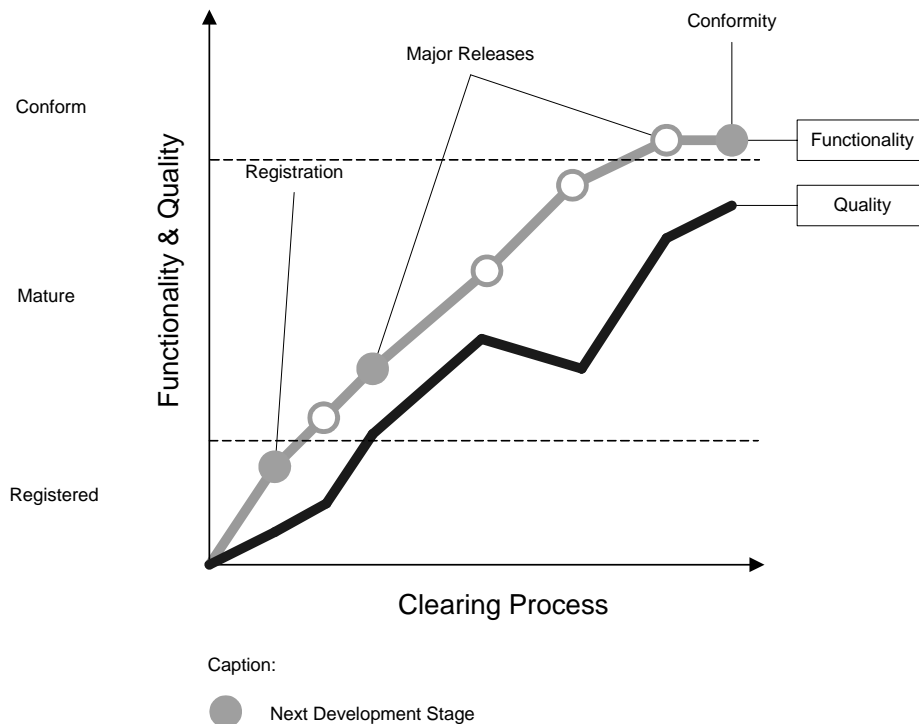 Conformity
Major Releases
Conform
Functionality
Registration
Quality
Mature
Functionality & Quality
Registered
Clearing Process
Caption:
Next Development Stage